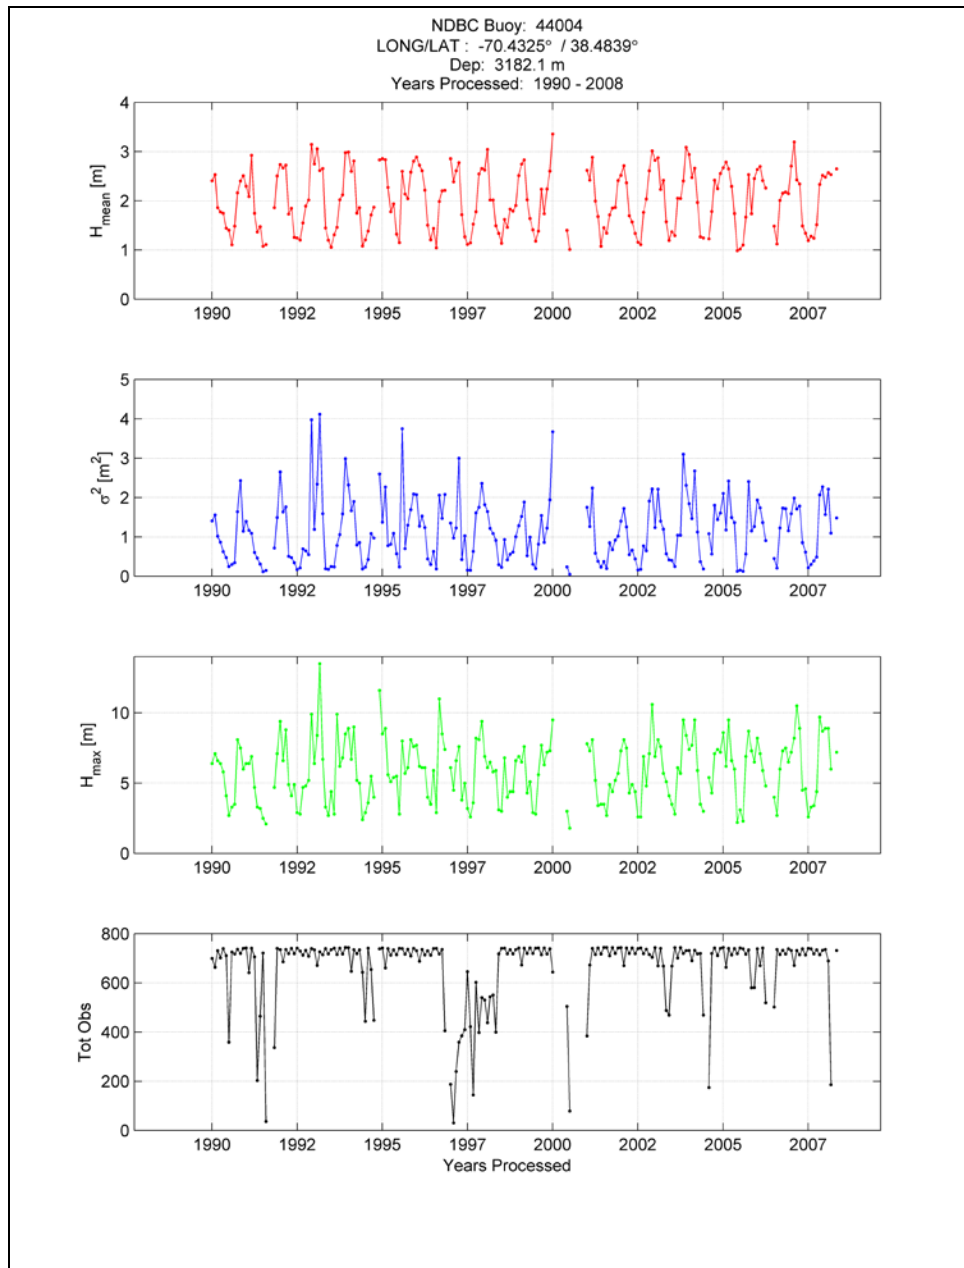 NDBC Buoy: 44004
LONG/LAT : -70.4325° / 38.4839°
Dep: 3182.1 m
Years Processed: 1990 - 2008
4
3
2
1
0
H_mean [m]
1990 1992 1995 1997 2000 2002 2005 2007
5
4
3
2
1
0
σ² [m²]
1990 1992 1995 1997 2000 2002 2005 2007
10
5
0
H_max [m]
1990 1992 1995 1997 2000 2002 2005 2007
800
600
400
200
0
Tot Obs
1990 1992 1995 1997 2000 2002 2005 2007
Years Processed